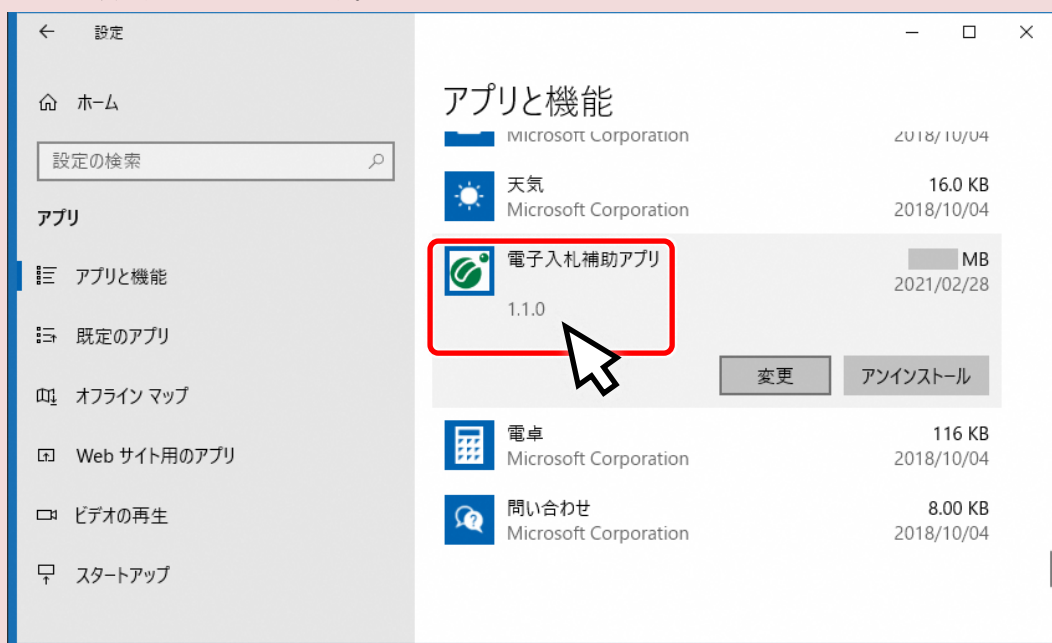 設定
ホーム
設定の検索
アプリ
アプリと機能
既定のアプリ
オフライン マップ
Web サイト用のアプリ
ビデオの再生
スタートアップ
アプリと機能
Microsoft Corporation 2018/10/04
天気 16.0 KB
Microsoft Corporation 2018/10/04
電子入札補助アプリ MB
2021/02/28
1.1.0
変更 アンインストール
電卓 116 KB
Microsoft Corporation 2018/10/04
問い合わせ 8.00 KB
Microsoft Corporation 2018/10/04